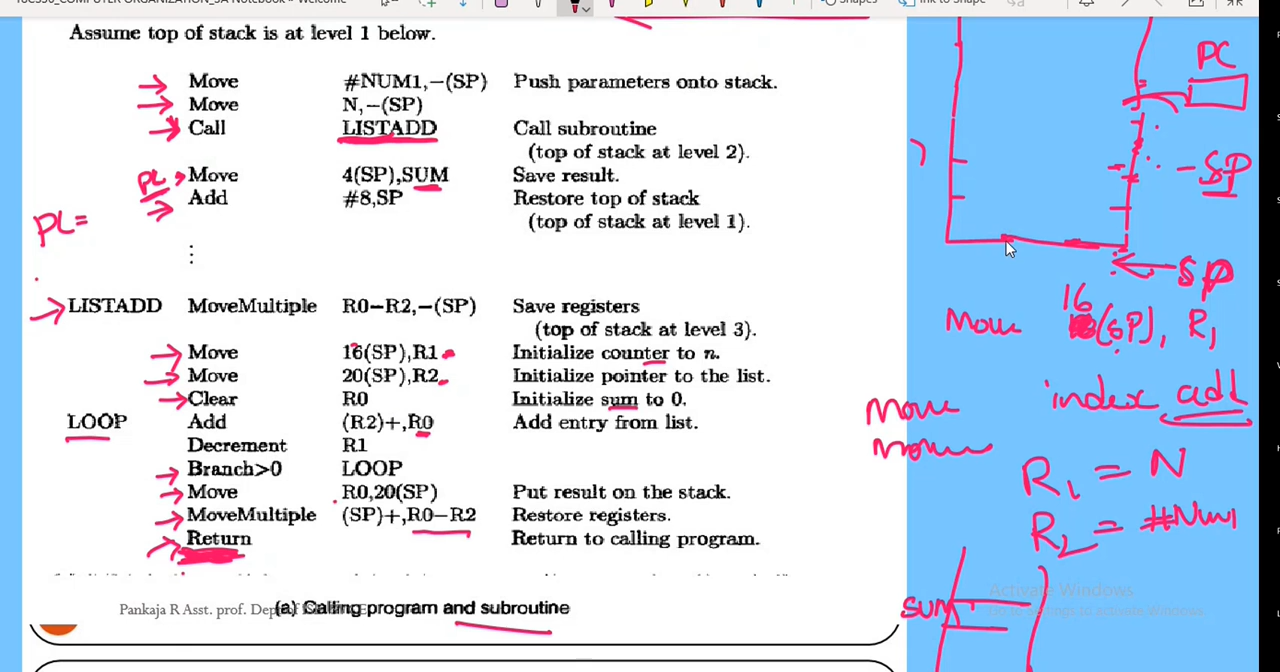 Assume top of stack is at level 1 below.
Move #NUM1,−(SP) Push parameters onto stack.
Move N,−(SP)
Call LISTADD Call subroutine
(top of stack at level 2).
PC Move 4(SP),SUM Save result.
Add #8,SP Restore top of stack
(top of stack at level 1).
PC=
LISTADD MoveMultiple R0−R2,−(SP) Save registers
(top of stack at level 3).
Move 16(SP),R1 Initialize counter to n.
Move 20(SP),R2 Initialize pointer to the list.
Clear R0 Initialize sum to 0.
LOOP Add (R2)+,R0 Add entry from list.
Decrement R1
Branch>0 LOOP
Move R0,20(SP) Put result on the stack.
MoveMultiple (SP)+,R0−R2 Restore registers.
Return Return to calling program.
(a) Calling program and subroutine
Pankaja R Asst. prof.
PC
-SP
SP
Move 16(SP), R1
index add
Move
Move
R1 = N
R2 = #Num1
SUM
Activate Windows